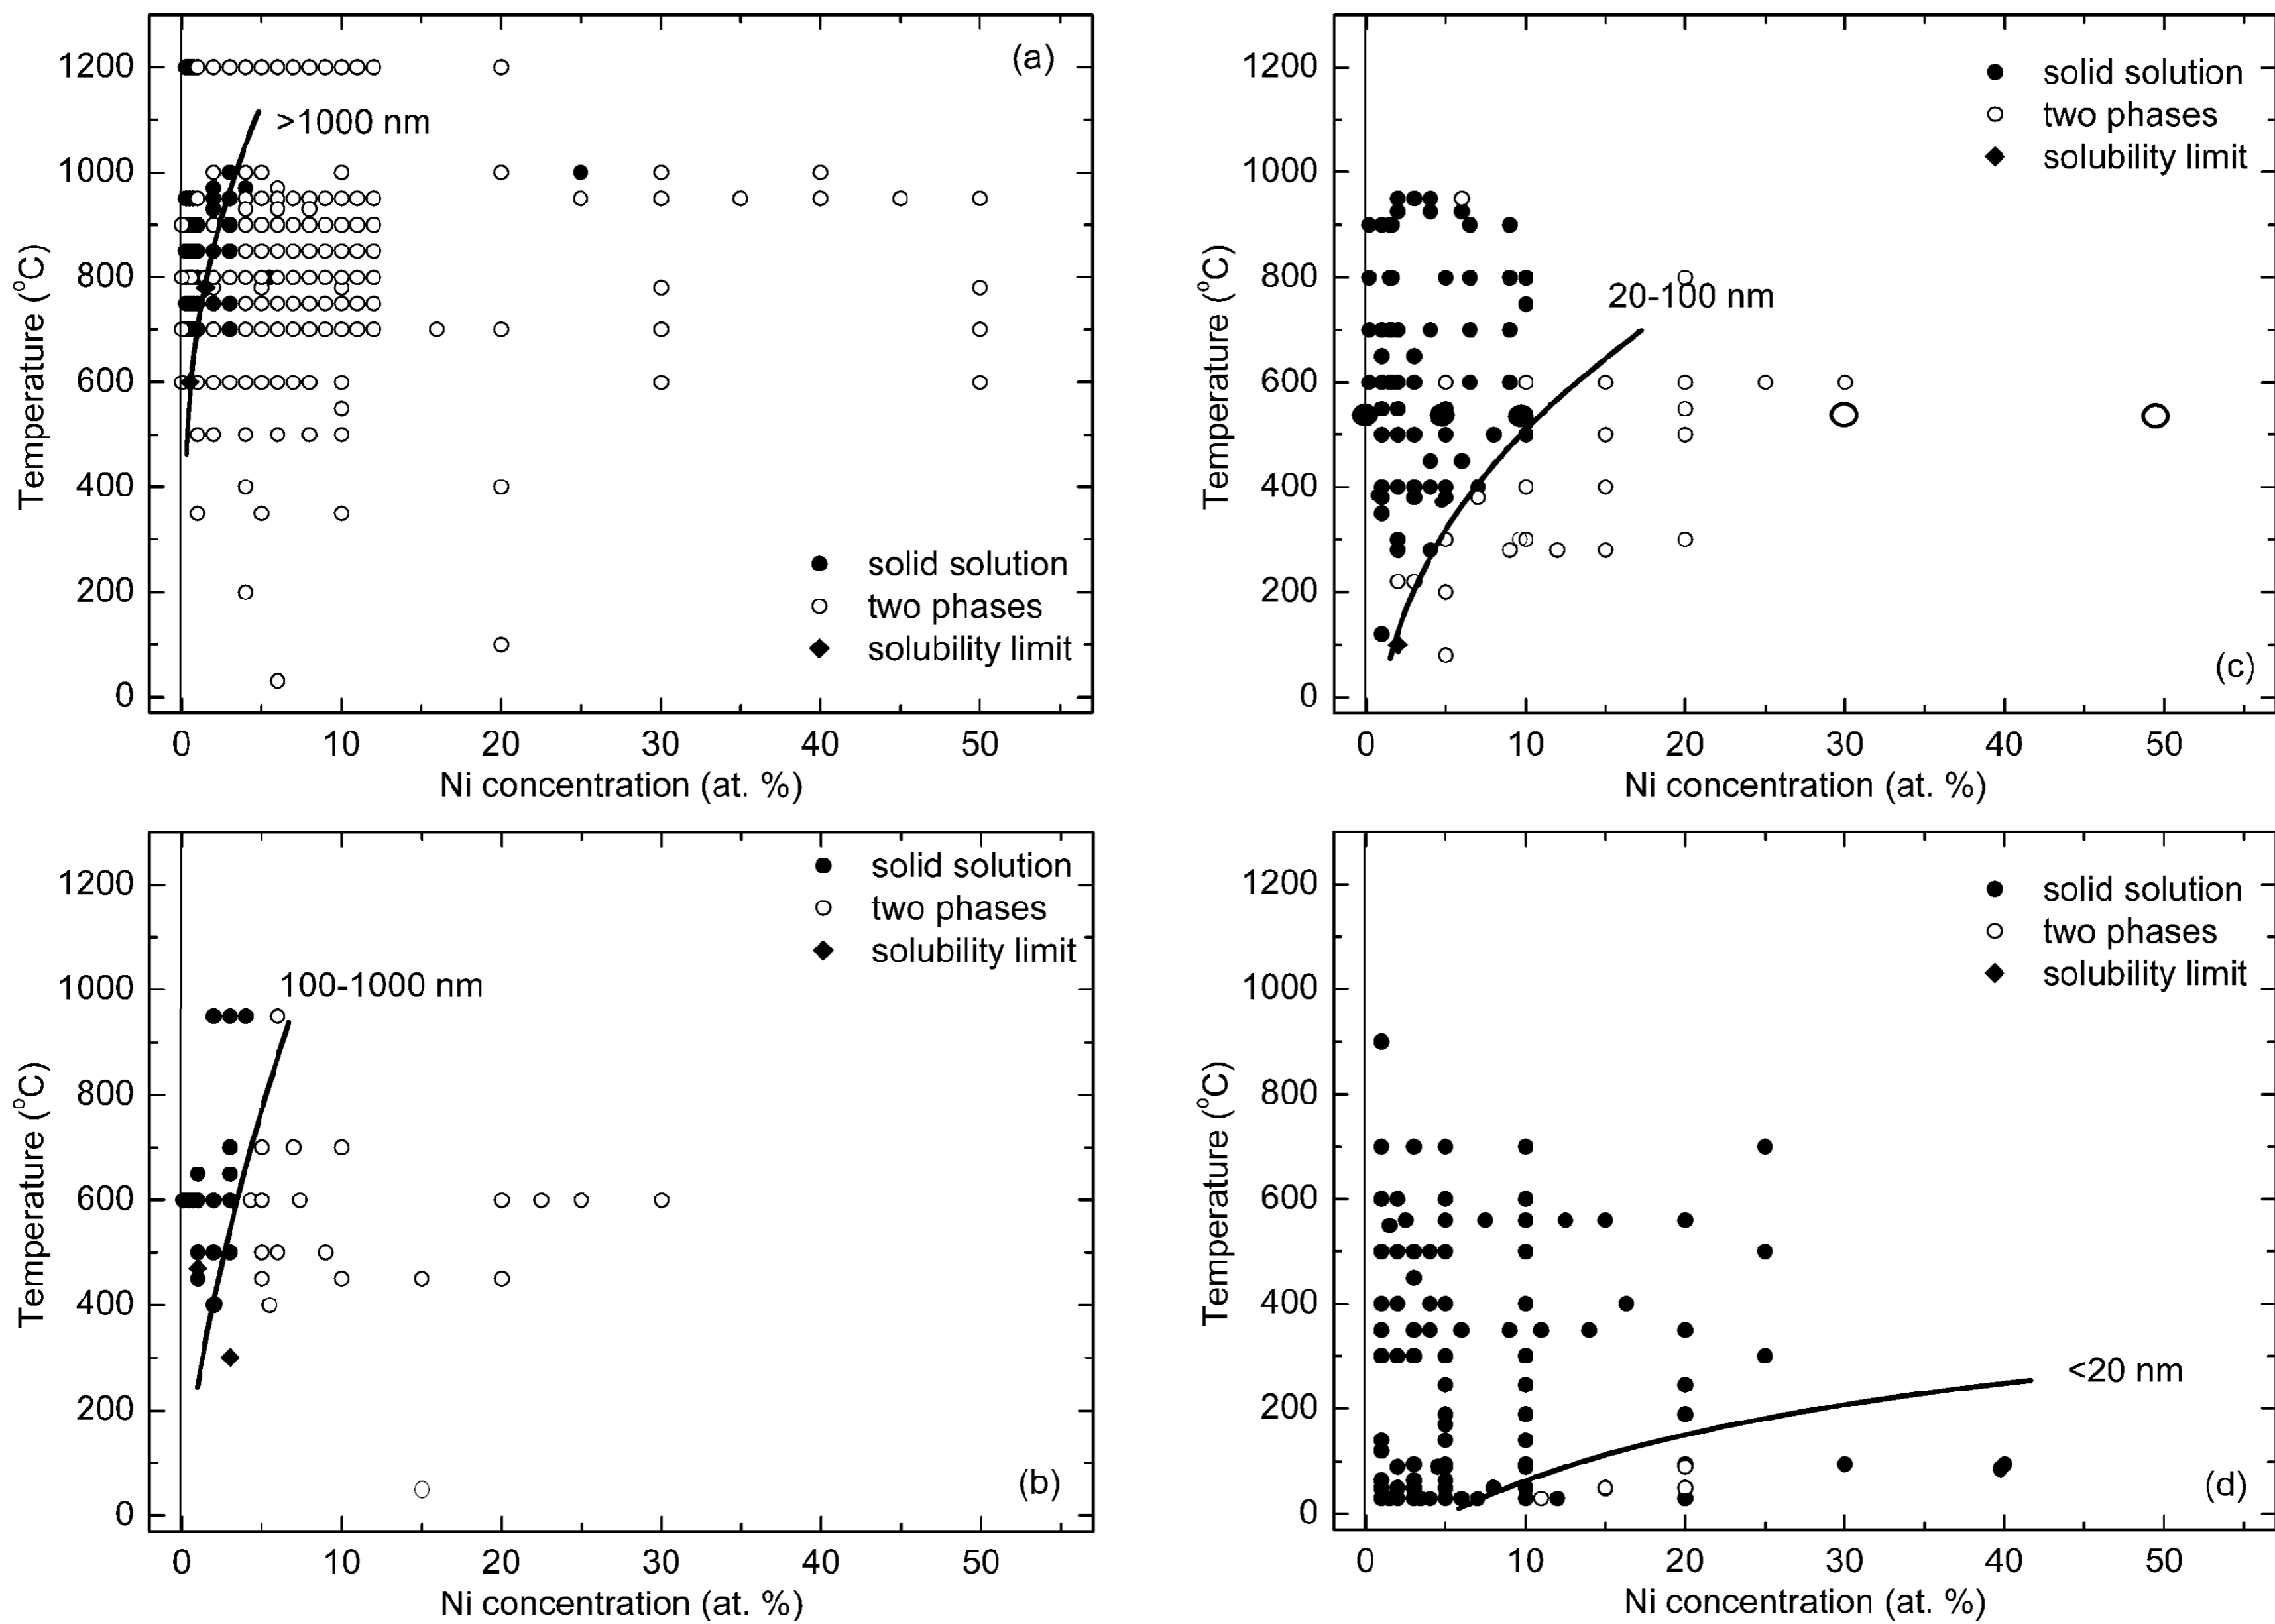 (a)
1200
1000
800
600
400
200
0
Temperature (°C)
>1000 nm
solid solution
two phases
solubility limit
0 10 20 30 40 50
Ni concentration (at. %)
(c)
1200
1000
800
600
400
200
0
Temperature (°C)
solid solution
two phases
solubility limit
20-100 nm
0 10 20 30 40 50
Ni concentration (at. %)
(b)
1200
1000
800
600
400
200
0
Temperature (°C)
solid solution
two phases
solubility limit
100-1000 nm
0 10 20 30 40 50
Ni concentration (at. %)
(d)
1200
1000
800
600
400
200
0
Temperature (°C)
solid solution
two phases
solubility limit
<20 nm
0 10 20 30 40 50
Ni concentration (at. %)